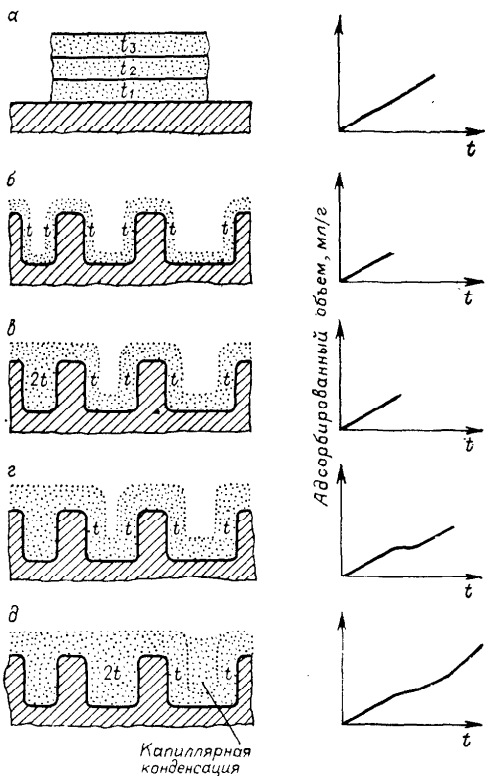 а
t₃
t₂
t₁
t
б
t t t t t
t
в
2t t t t t
t
г
t t t t
t
д
2t t t
t
Капиллярная
конденсация
Адсорбированный объем, мл/г